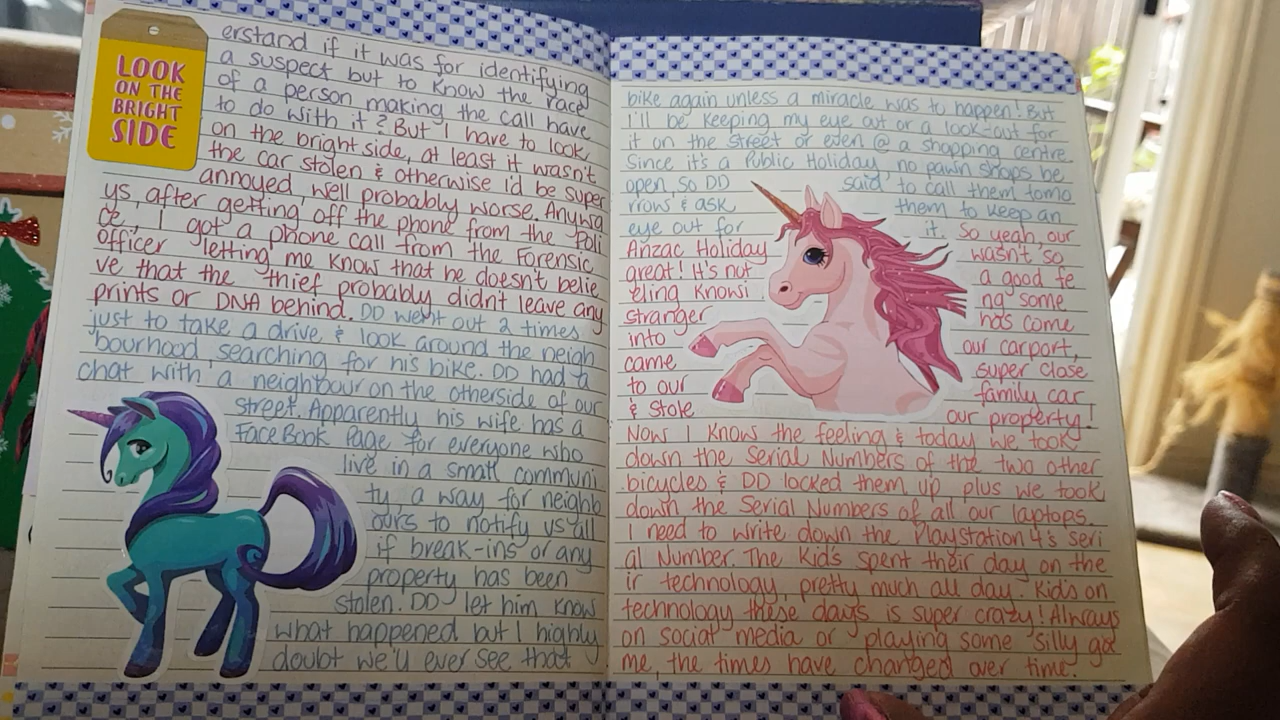 LOOK
ON THE
BRIGHT
SIDE
erstand if it was for identifying
a suspect but to know the race
of a person making the call have
to do with it? But I have to look
on the bright side, at least it wasn't
the car stolen & otherwise I'd be super
annoyed, well probably worse. Anywa
ys, after getting off the phone from the Poli
ce, I got a phone call from the Forensic
Officer letting me know that he doesn't belie
ve that the thief probably didn't leave any
prints or DNA behind. DD went out 2 times
just to take a drive, & look around the neigh
bourhood searching for his bike. DD had a
chat with a neighbour on the otherside of our
street. Apparently his wife has a
FaceBook Page for everyone who
live in a small communi
ty, a way for neighb
ours to notify us all
if break-ins or any
property has been
stolen. DD let him know
what happened but I highly
doubt we'll ever see that
bike again unless a miracle was to happen! But
I'll be keeping my eye out or a look-out for
it on the street or even @ a shopping centre.
Since it's a Public Holiday, no pawn shops be
open, so DD said to call them tomo
rrow & ask them to keep an
eye out for it. So yeah, our
Anzac Holiday wasn't so
great! It's not a good fe
eling knowi ng some
stranger has come
into our carport,
came super close
to our family car
& stole our property!
Now I know the feeling & today we took
down the Serial Numbers of the two other
bicycles & DD locked them up, plus we took
down the Serial Numbers of all our laptops.
I need to write down the PlayStation 4's seri
al Number. The Kid's spent their day on the
ir technology, pretty much all day. Kids on
technology these days is super crazy! Always
on social media or playing some silly ga
me, the times have changed over time.